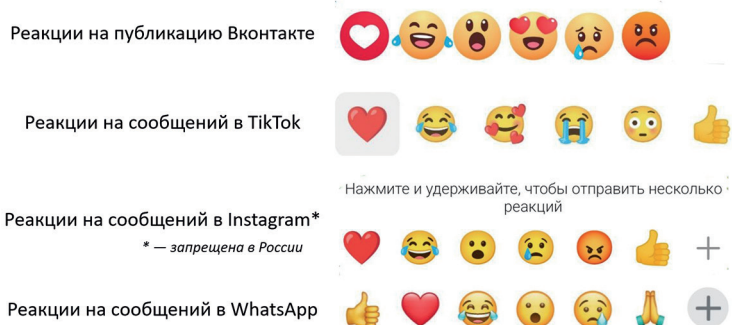 Реакции на публикацию Вконтакте
Реакции на сообщений в TikTok
Нажмите и удерживайте, чтобы отправить несколько
реакций
Реакции на сообщений в Instagram*
* — запрещена в России
Реакции на сообщений в WhatsApp